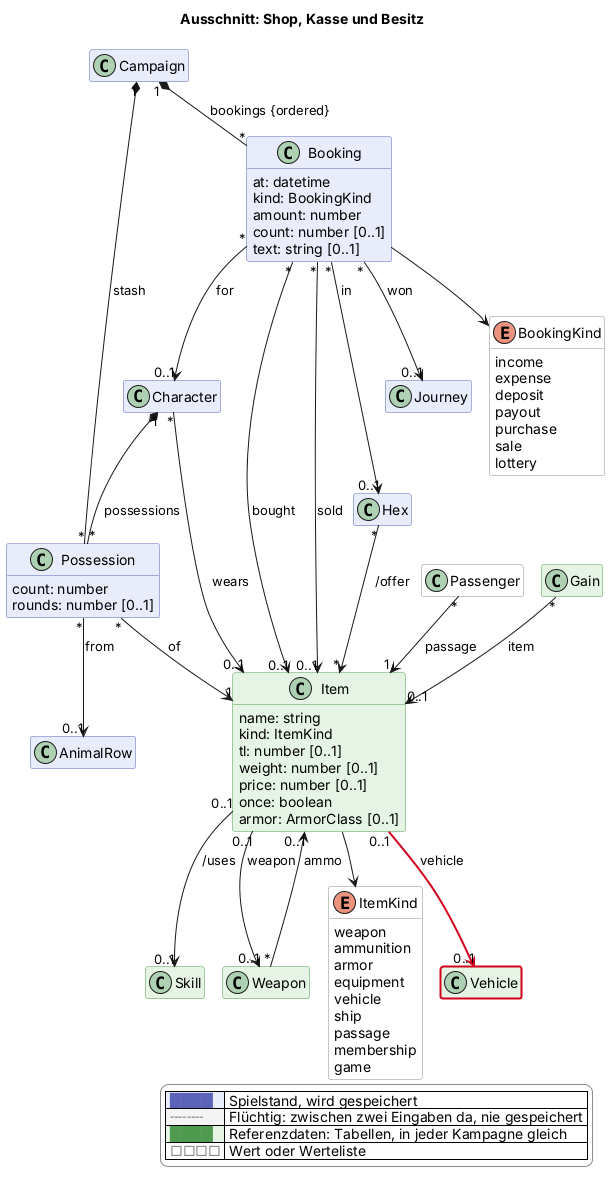 Ausschnitt: Shop, Kasse und Besitz
C Campaign
1
1
bookings {ordered}
*
C Booking
at: datetime
kind: BookingKind
amount: number
count: number [0..1]
text: string [0..1]
*
*
*
*
*
stash
for
in
won
E BookingKind
income
expense
deposit
payout
purchase
sale
lottery
0..1
0..1
C Character
C Journey
1
*
possessions
bought
sold
0..1
C Hex
*
*
*
C Possession
count: number
rounds: number [0..1]
wears
/offer
C Passenger
C Gain
*
*
*
*
from
of
passage
item
0..1
0..1
0..1
*
1
1
0..1
0..1
C AnimalRow
C Item
name: string
kind: ItemKind
tl: number [0..1]
weight: number [0..1]
price: number [0..1]
once: boolean
armor: ArmorClass [0..1]
0..1
0..1
0..1
0..1
/uses
weapon
ammo
vehicle
E ItemKind
weapon
ammunition
armor
equipment
vehicle
ship
passage
membership
game
0..1
0..1
*
0..1
C Skill
C Weapon
C Vehicle
Spielstand, wird gespeichert
Flüchtig: zwischen zwei Eingaben da, nie gespeichert
Referenzdaten: Tabellen, in jeder Kampagne gleich
Wert oder Werteliste